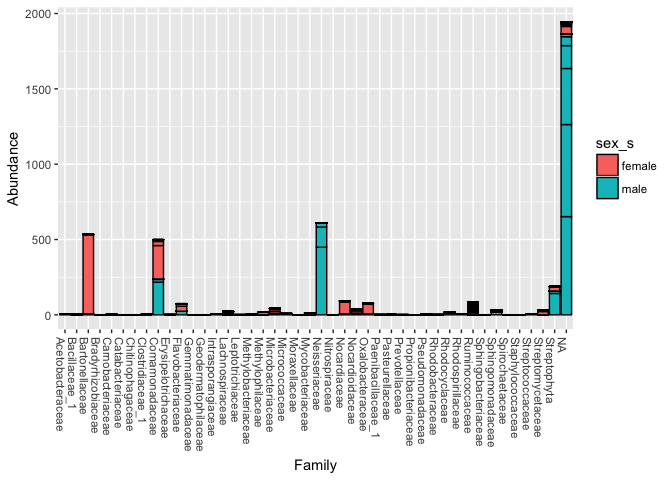 2000
1500
1000
500
0
Abundance
Acetobacteraceae
Bacillaceae_1
Bartonellaceae
Bradyrhizobiaceae
Carnobacteriaceae
Catabacteriaceae
Chitinophagaceae
Clostridiaceae_1
Comamonadaceae
Erysipelotrichaceae
Flavobacteriaceae
Gemmatimonadaceae
Geodermatophilaceae
Intrasporangiaceae
Lachnospiraceae
Leptotrichiaceae
Methylobacteriaceae
Methylophilaceae
Microbacteriaceae
Micrococcaceae
Moraxellaceae
Mycobacteriaceae
Neisseriaceae
Nitrospiraceae
Nocardiaceae
Nocardioidaceae
Oxalobacteraceae
Paenibacillaceae_1
Pasteurellaceae
Prevotellaceae
Propionibacteriaceae
Pseudomonadaceae
Rhodobacteraceae
Rhodocyclaceae
Rhodospirillaceae
Ruminococcaceae
Sphingobacteriaceae
Sphingomonadaceae
Spirochaetaceae
Staphylococcaceae
Streptococcaceae
Streptomycetaceae
Streptophyta
NA
Family
sex_s
female
male